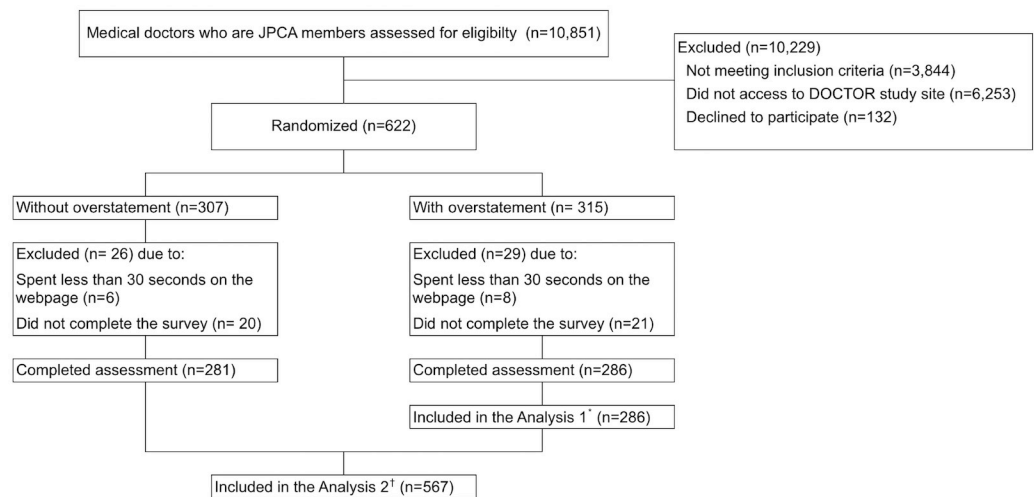 Medical doctors who are JPCA members assessed for eligibilty (n=10,851)
Excluded (n=10,229)
Not meeting inclusion criteria (n=3,844)
Did not access to DOCTOR study site (n=6,253)
Declined to participate (n=132)
Randomized (n=622)
Without overstatement (n=307)
With overstatement (n= 315)
Excluded (n= 26) due to:
Spent less than 30 seconds on the
webpage (n=6)
Did not complete the survey (n= 20)
Excluded (n=29) due to:
Spent less than 30 seconds on the
webpage (n=8)
Did not complete the survey (n=21)
Completed assessment (n=281)
Completed assessment (n=286)
Included in the Analysis 1* (n=286)
Included in the Analysis 2† (n=567)